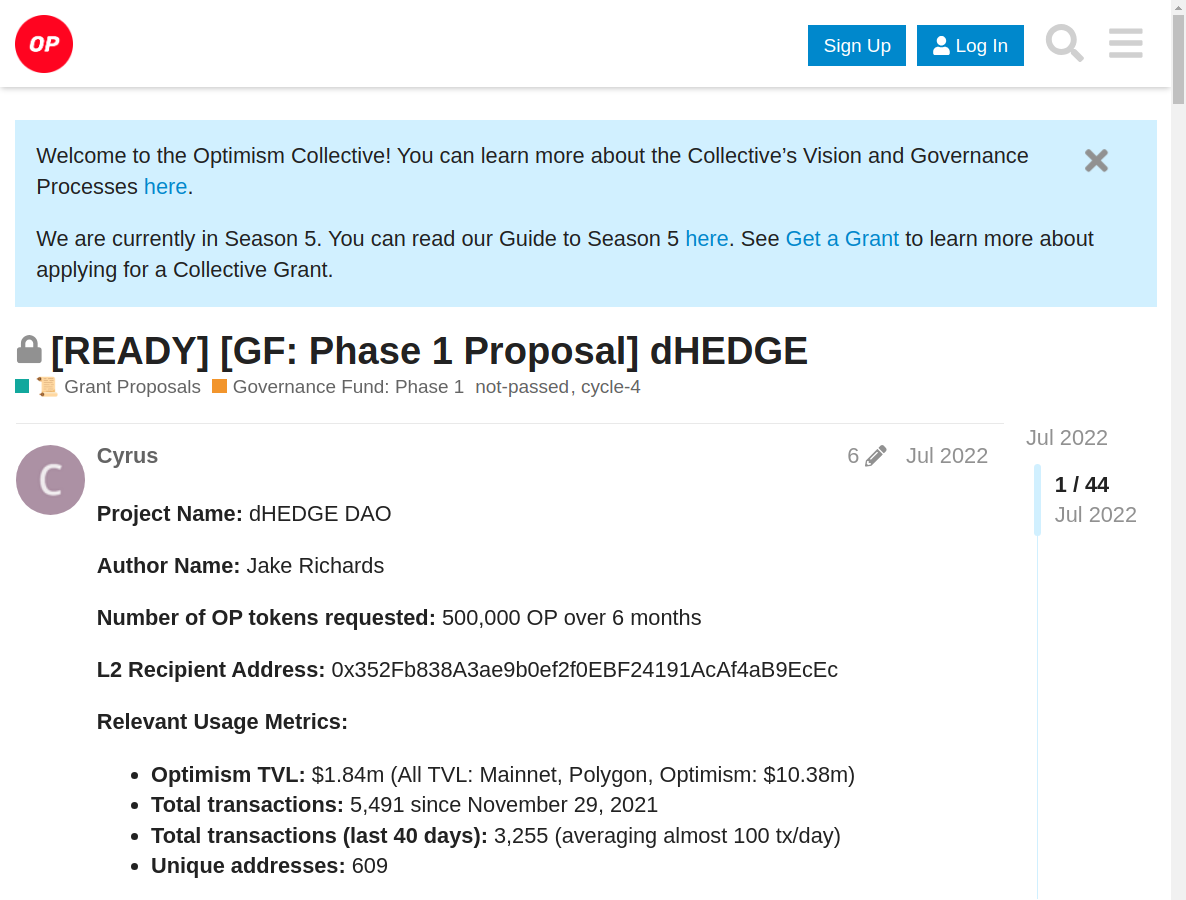 OP
Sign Up
Log In
Welcome to the Optimism Collective! You can learn more about the Collective’s Vision and Governance
Processes here.
We are currently in Season 5. You can read our Guide to Season 5 here. See Get a Grant to learn more about
applying for a Collective Grant.
[READY] [GF: Phase 1 Proposal] dHEDGE
Grant Proposals Governance Fund: Phase 1 not-passed, cycle-4
Jul 2022
C
Cyrus
6 Jul 2022
1 / 44
Jul 2022
Project Name: dHEDGE DAO
Author Name: Jake Richards
Number of OP tokens requested: 500,000 OP over 6 months
L2 Recipient Address: 0x352Fb838A3ae9b0ef2f0EBF24191AcAf4aB9EcEc
Relevant Usage Metrics:
• Optimism TVL: $1.84m (All TVL: Mainnet, Polygon, Optimism: $10.38m)
• Total transactions: 5,491 since November 29, 2021
• Total transactions (last 40 days): 3,255 (averaging almost 100 tx/day)
• Unique addresses: 609